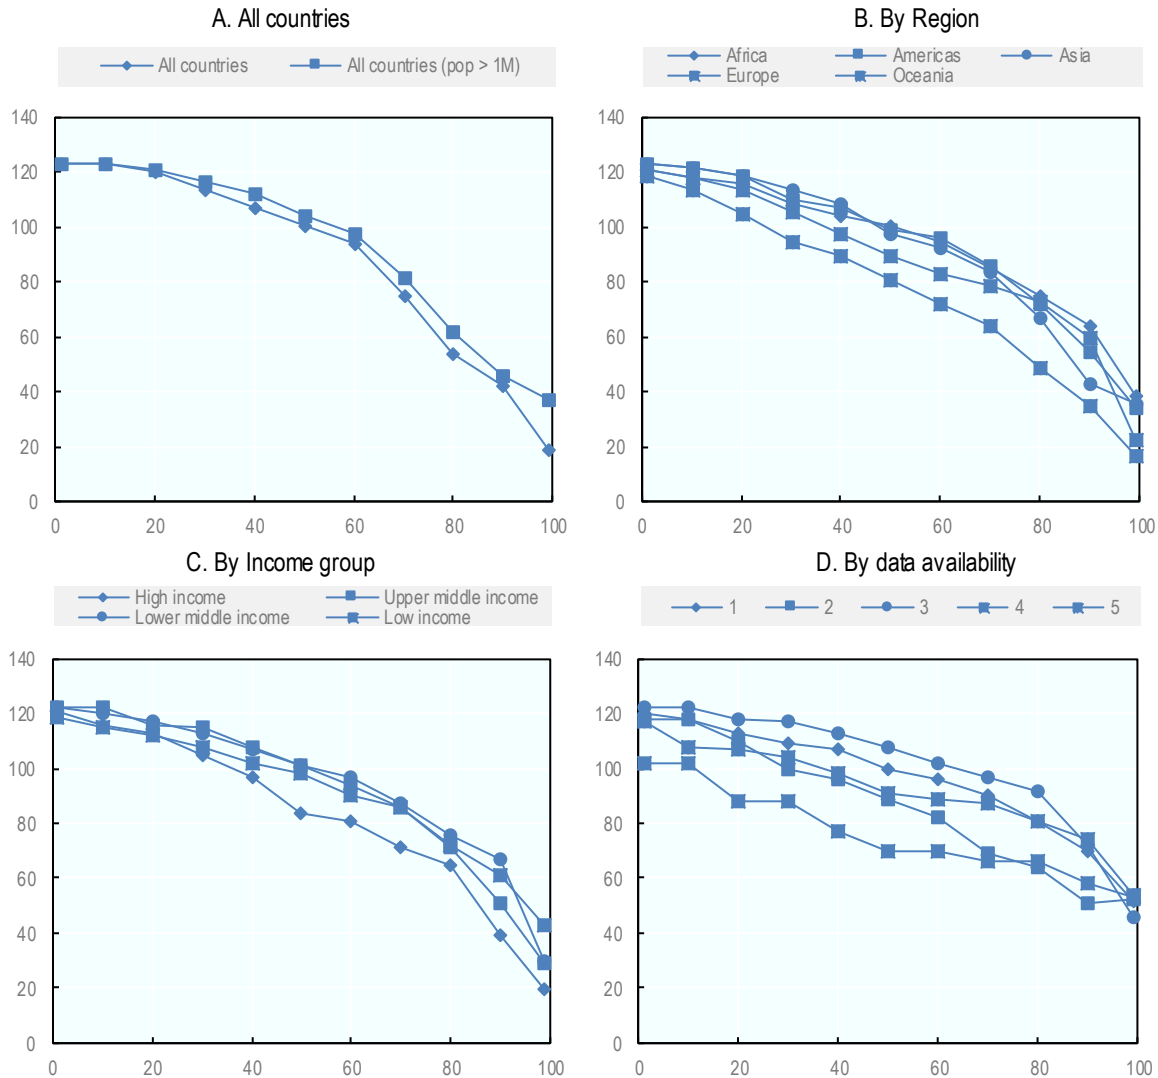 A. All countries
All countries
All countries (pop > 1M)
140
120
100
80
60
40
20
0
0 20 40 60 80 100
B. By Region
Africa Americas Asia
Europe Oceania
140
120
100
80
60
40
20
0
0 20 40 60 80 100
C. By Income group
High income Upper middle income
Lower middle income Low income
140
120
100
80
60
40
20
0
0 20 40 60 80 100
D. By data availability
1 2 3 4 5
140
120
100
80
60
40
20
0
0 20 40 60 80 100